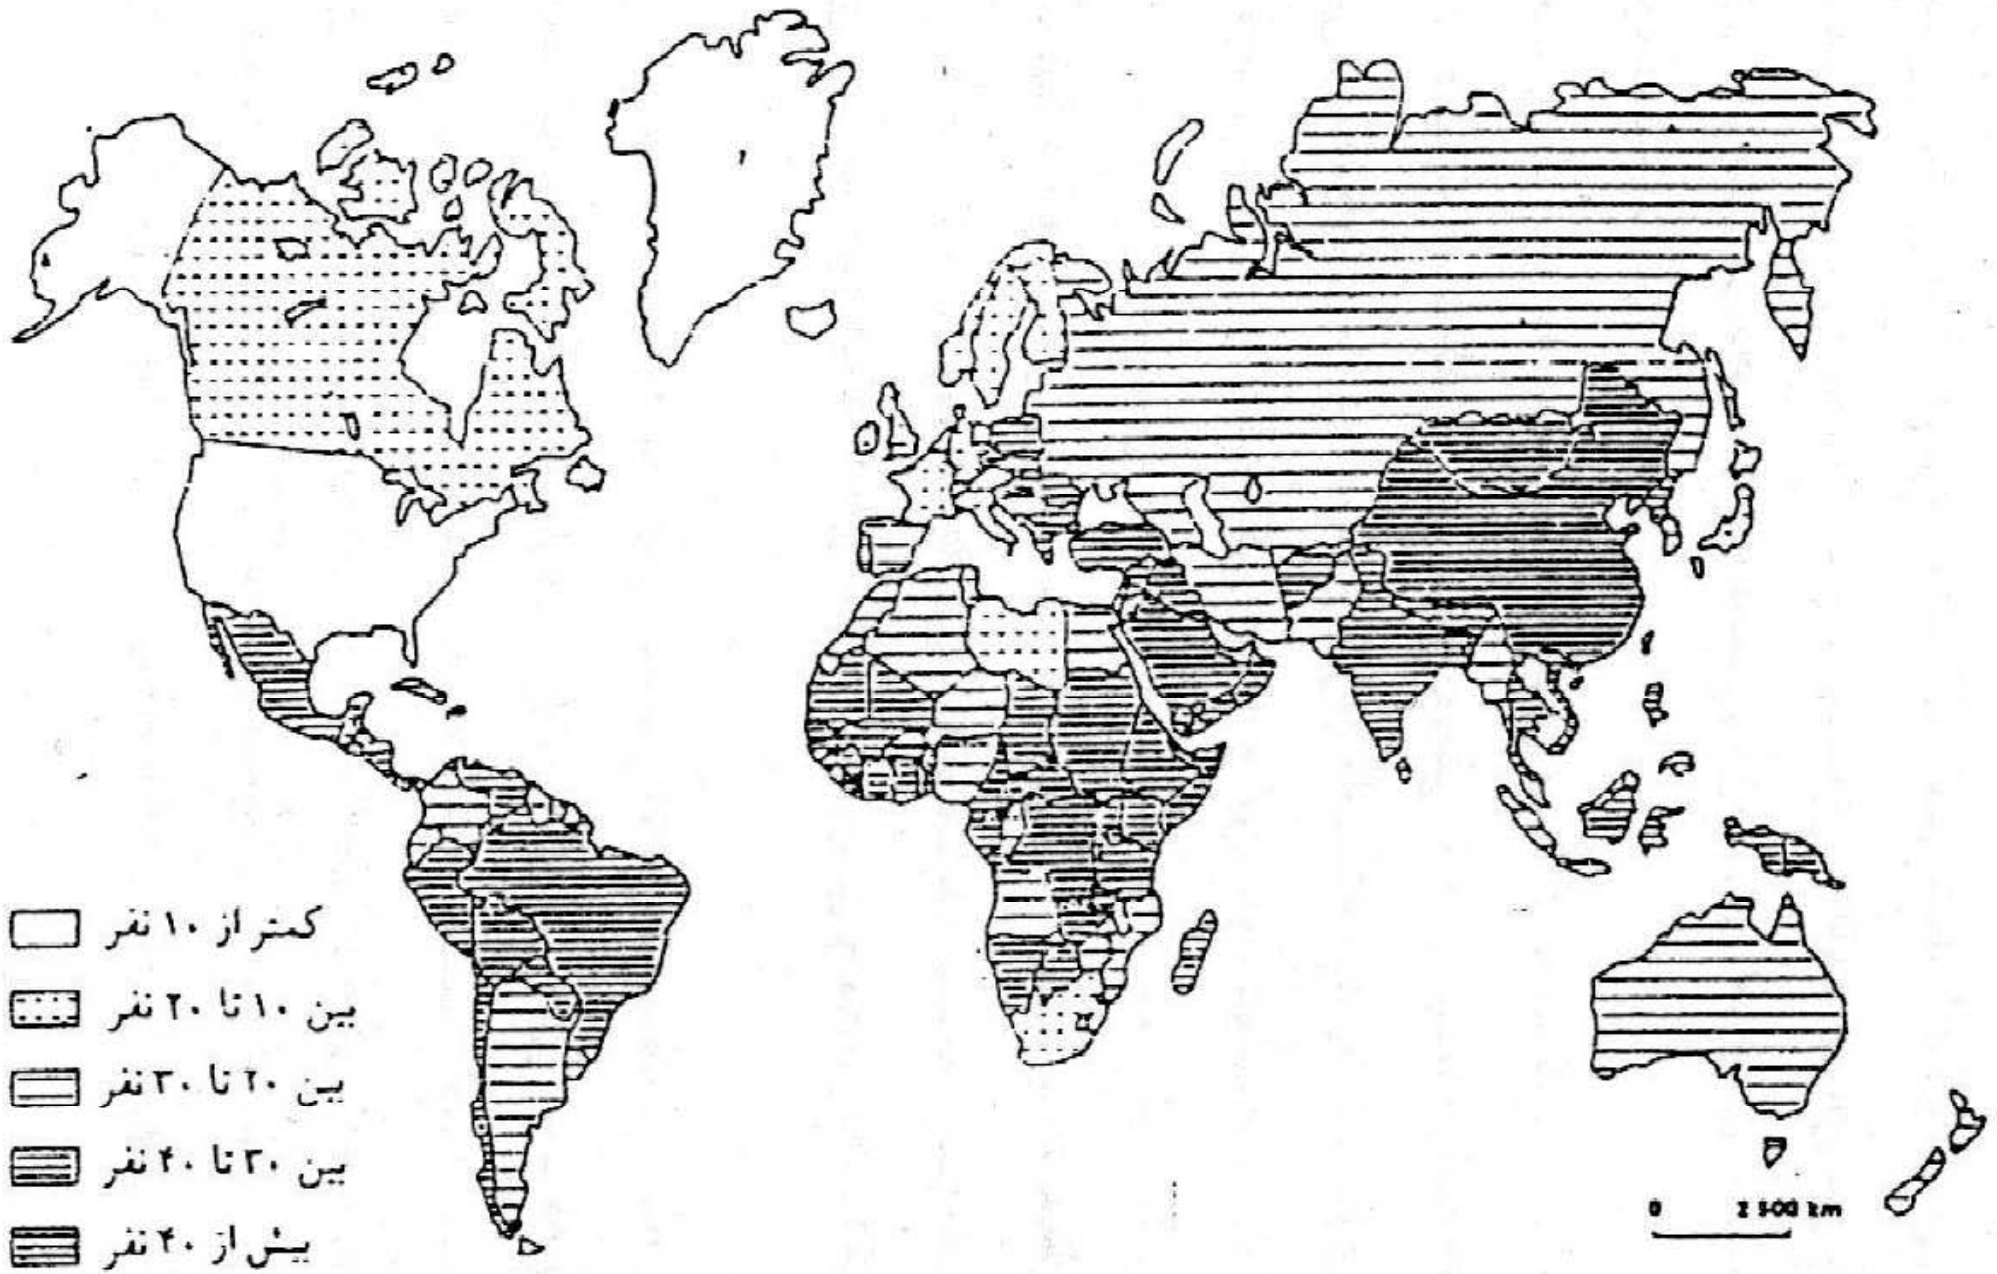 کمتر از ۱۰ نفر
بین ۱۰ تا ۲۰ نفر
بین ۲۰ تا ۳۰ نفر
بین ۳۰ تا ۴۰ نفر
بیش از ۴۰ نفر
0 2 500 km